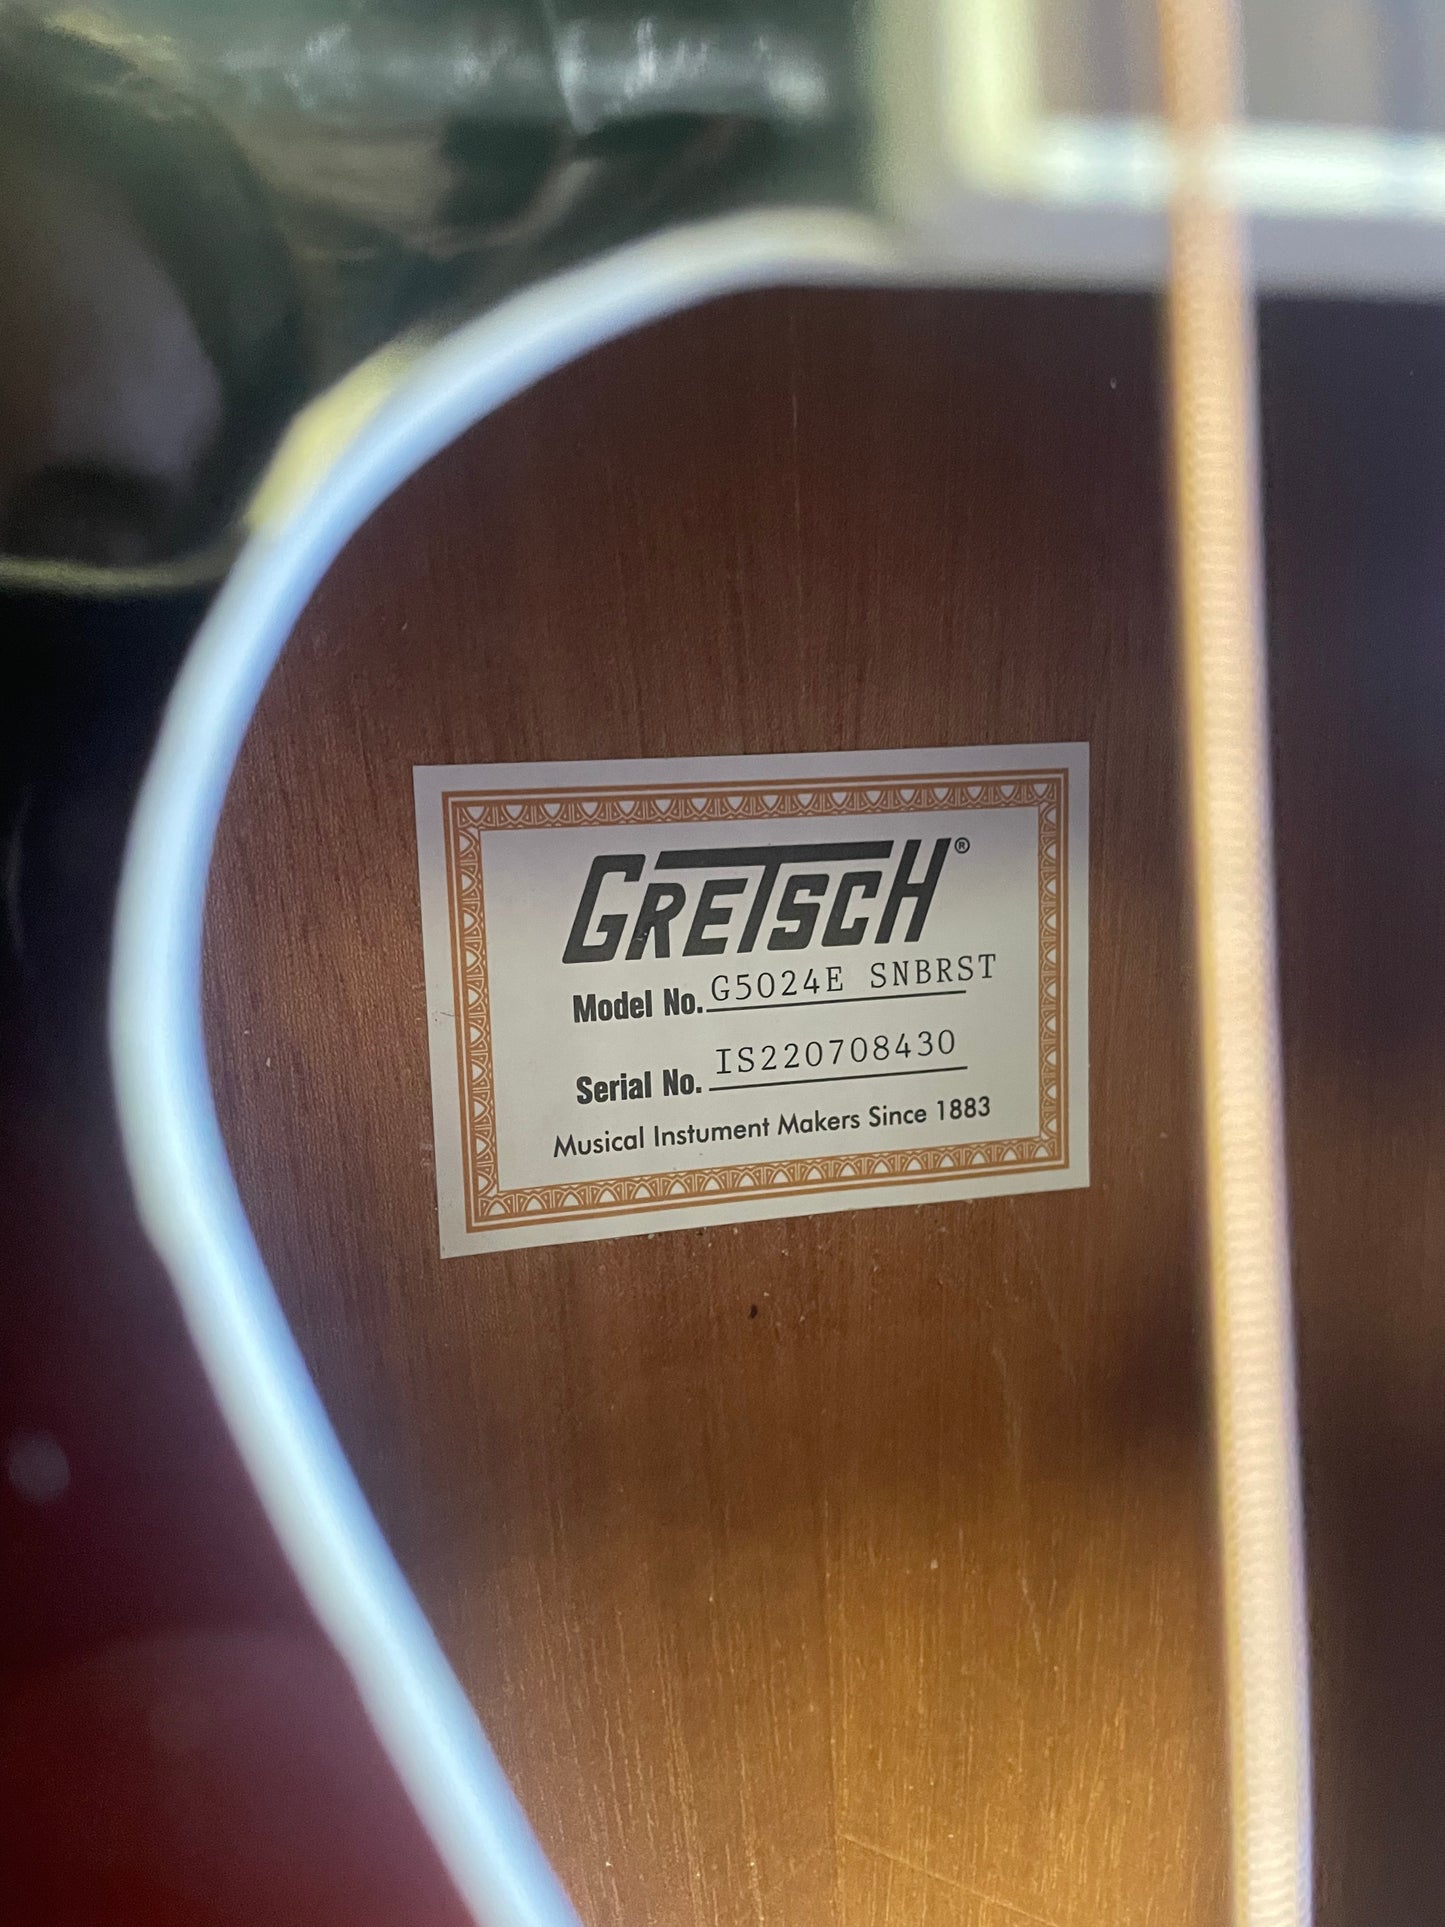 GRETSCH®
Model No. G5024E SNBRST
Serial No. IS220708430
Musical Instument Makers Since 1883